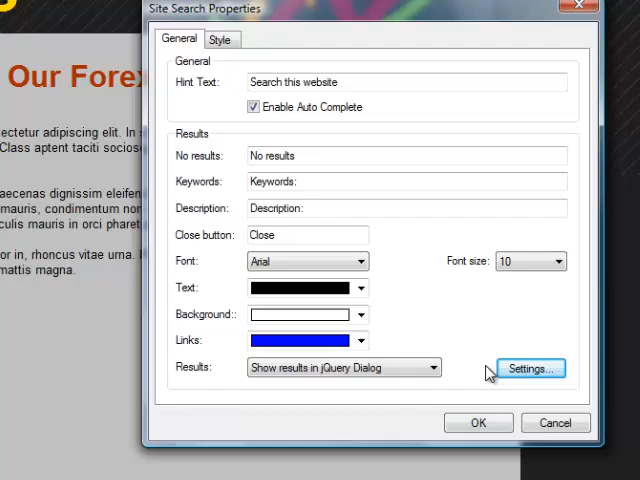 Site Search Properties
General Style
Our Forex
General
Hint Text: Search this website
Enable Auto Complete
ectetur adipiscing elit. In
Class aptent taciti socios
Results
No results: No results
Keywords: Keywords:
aecenas dignissim eleifen
mauris, condimentum non
Description: Description:
culis mauris in orci pharet
Close button: Close
or in, rhoncus vitae urna.
mattis magna.
Font: Arial Font size: 10
Text:
Background::
Links:
Results: Show results in jQuery Dialog Settings...
OK Cancel